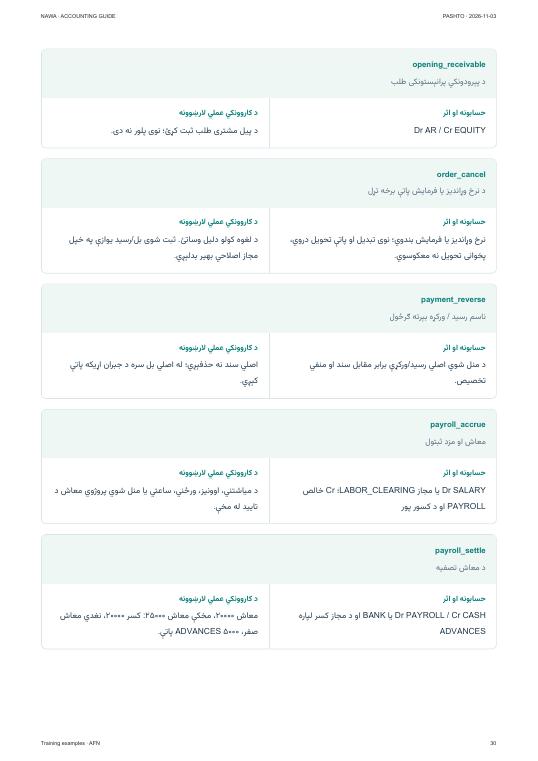 NAWA · ACCOUNTING GUIDE
PASHTO · 2026-11-03
opening_receivable
د پیرودونکي پرانیستونکی طلب
حسابونه او اثر
Dr AR / Cr EQUITY
د کاروونکي عملي لارښوونه
د پیل مشتری طلب ثبت کړئ؛ نوی پلور نه دی.
order_cancel
د نرخ وړاندیز یا فرمایش پاتې برخه تړل
حسابونه او اثر
نرخ وړاندیز یا فرمایش بندوي؛ نوی تبدیل او پاتې تحویل دروي،
پخوانی تحویل نه معکوسوي.
د کاروونکي عملي لارښوونه
د لغوه کولو دلیل وساتئ. ثبت شوی بل/رسید یوازې په خپل
مجاز اصلاحي بهیر بدلیږي.
payment_reverse
ناسم رسید / ورکړه بیرته ګرځول
حسابونه او اثر
د منل شوي اصلي رسید/ورکړې برابر مقابل سند او منفي
تخصیص.
د کاروونکي عملي لارښوونه
اصلي سند نه حذفیږي؛ له اصلي بل سره د جبران اړیکه پاتې
کیږي.
payroll_accrue
معاش او مزد ثبتول
حسابونه او اثر
Dr SALARY یا مجاز LABOR_CLEARING؛ Cr خالص
PAYROLL او د کسور پور
د کاروونکي عملي لارښوونه
د میاشتني، اوونیز، ورځني، ساعتي یا منل شوي پروژوي معاش د
تایید له مخې.
payroll_settle
د معاش تصفیه
حسابونه او اثر
Dr PAYROLL / Cr CASH یا BANK او د مجاز کسر لپاره
ADVANCES
د کاروونکي عملي لارښوونه
معاش ۲۰۰۰۰، مخکې معاش ۲۵۰۰۰: کسر ۲۰۰۰۰، نغدي معاش
صفر، ADVANCES ۵۰۰۰ پاتې.
Training examples · AFN
30